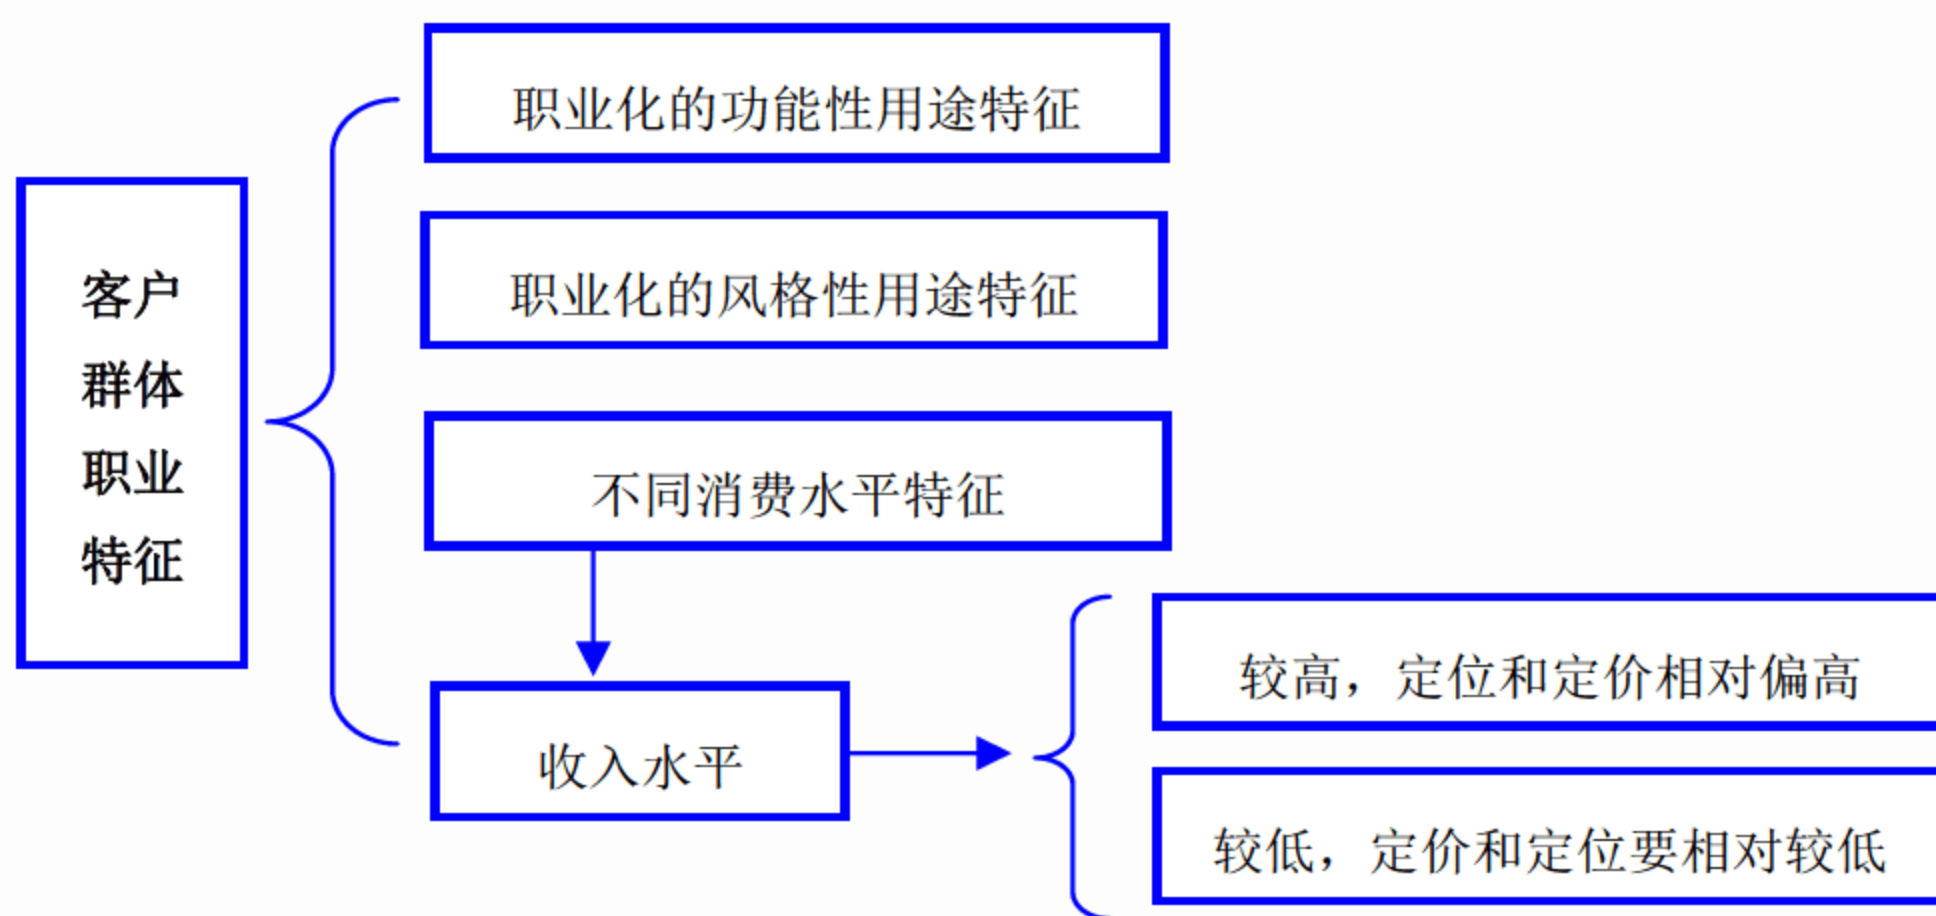 客户
群体
职业
特征
职业化的功能性用途特征
职业化的风格性用途特征
不同消费水平特征
收入水平
较高，定位和定价相对偏高
较低，定价和定位要相对较低